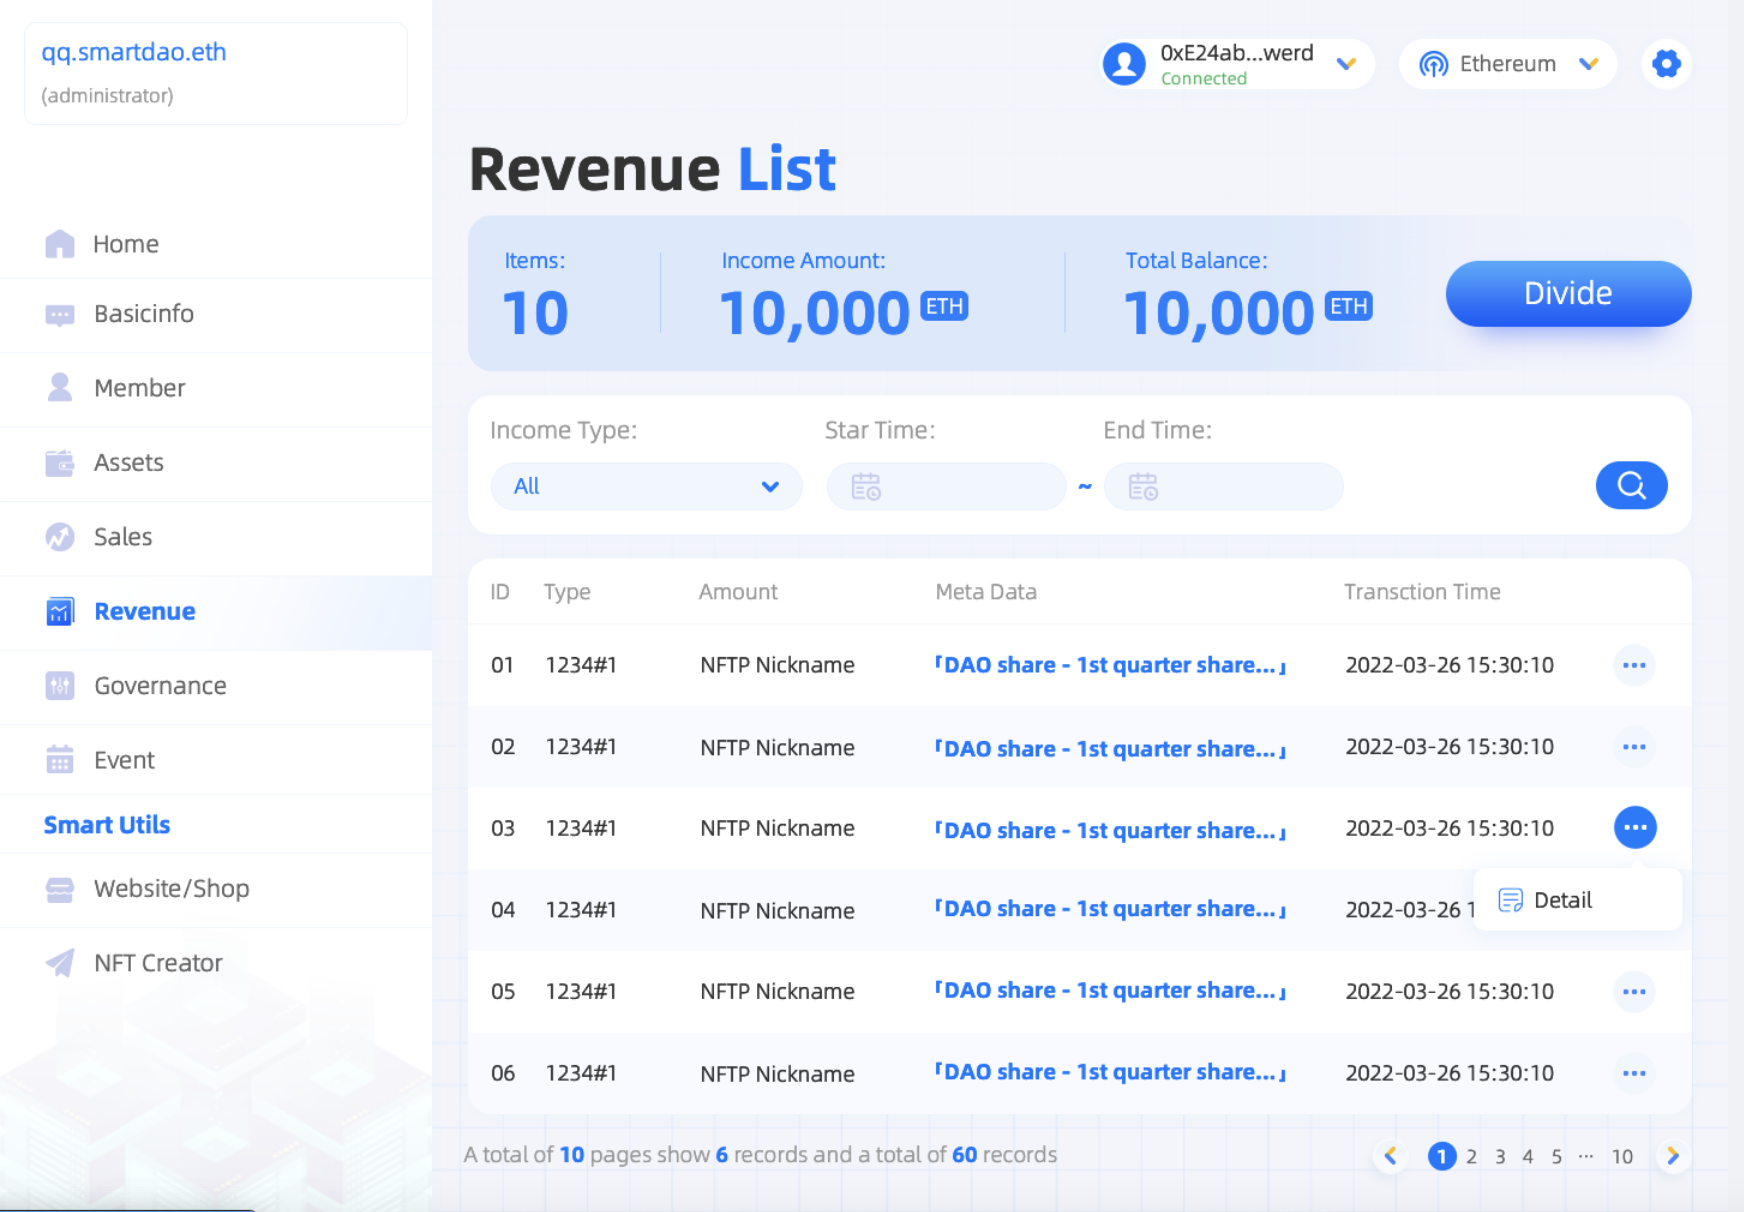 qq.smartdao.eth
(administrator)
Home
Basicinfo
Member
Assets
Sales
Revenue
Governance
Event
Smart Utils
Website/Shop
NFT Creator
0xE24ab...werd
Connected
Ethereum
Revenue List
Items:
10
Income Amount:
10,000 ETH
Total Balance:
10,000 ETH
Divide
Income Type:
All
Star Time:
~
End Time:
ID Type Amount Meta Data Transction Time
01 1234#1 NFTP Nickname 「DAO share - 1st quarter share...」 2022-03-26 15:30:10
02 1234#1 NFTP Nickname 「DAO share - 1st quarter share...」 2022-03-26 15:30:10
03 1234#1 NFTP Nickname 「DAO share - 1st quarter share...」 2022-03-26 15:30:10
Detail
04 1234#1 NFTP Nickname 「DAO share - 1st quarter share...」 2022-03-26 1
05 1234#1 NFTP Nickname 「DAO share - 1st quarter share...」 2022-03-26 15:30:10
06 1234#1 NFTP Nickname 「DAO share - 1st quarter share...」 2022-03-26 15:30:10
A total of 10 pages show 6 records and a total of 60 records
1 2 3 4 5 ··· 10